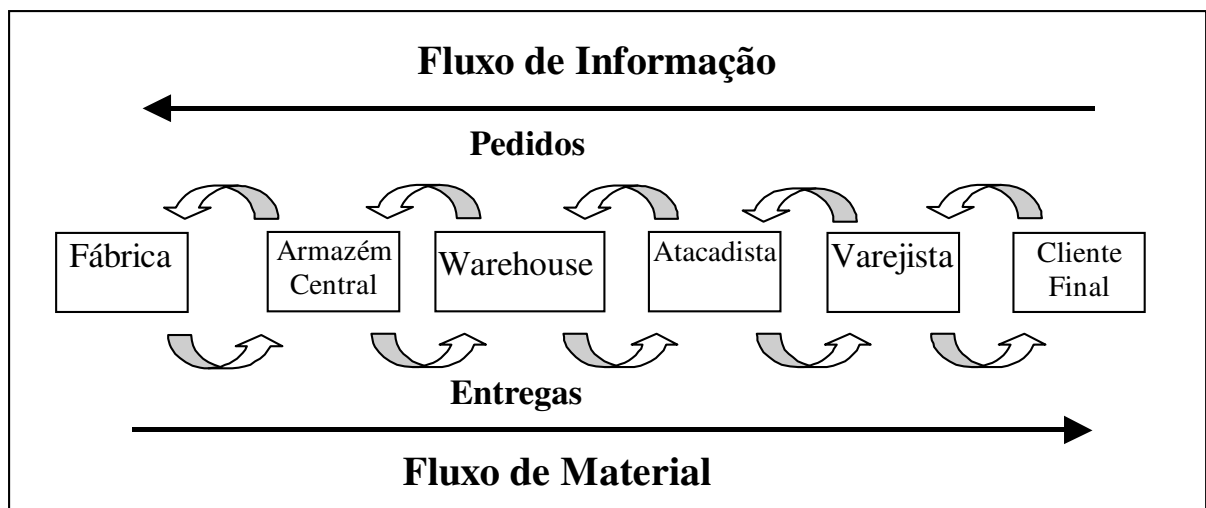 Fluxo de Informação
Pedidos
Fábrica
Armazém
Central
Warehouse
Atacadista
Varejista
Cliente
Final
Entregas
Fluxo de Material